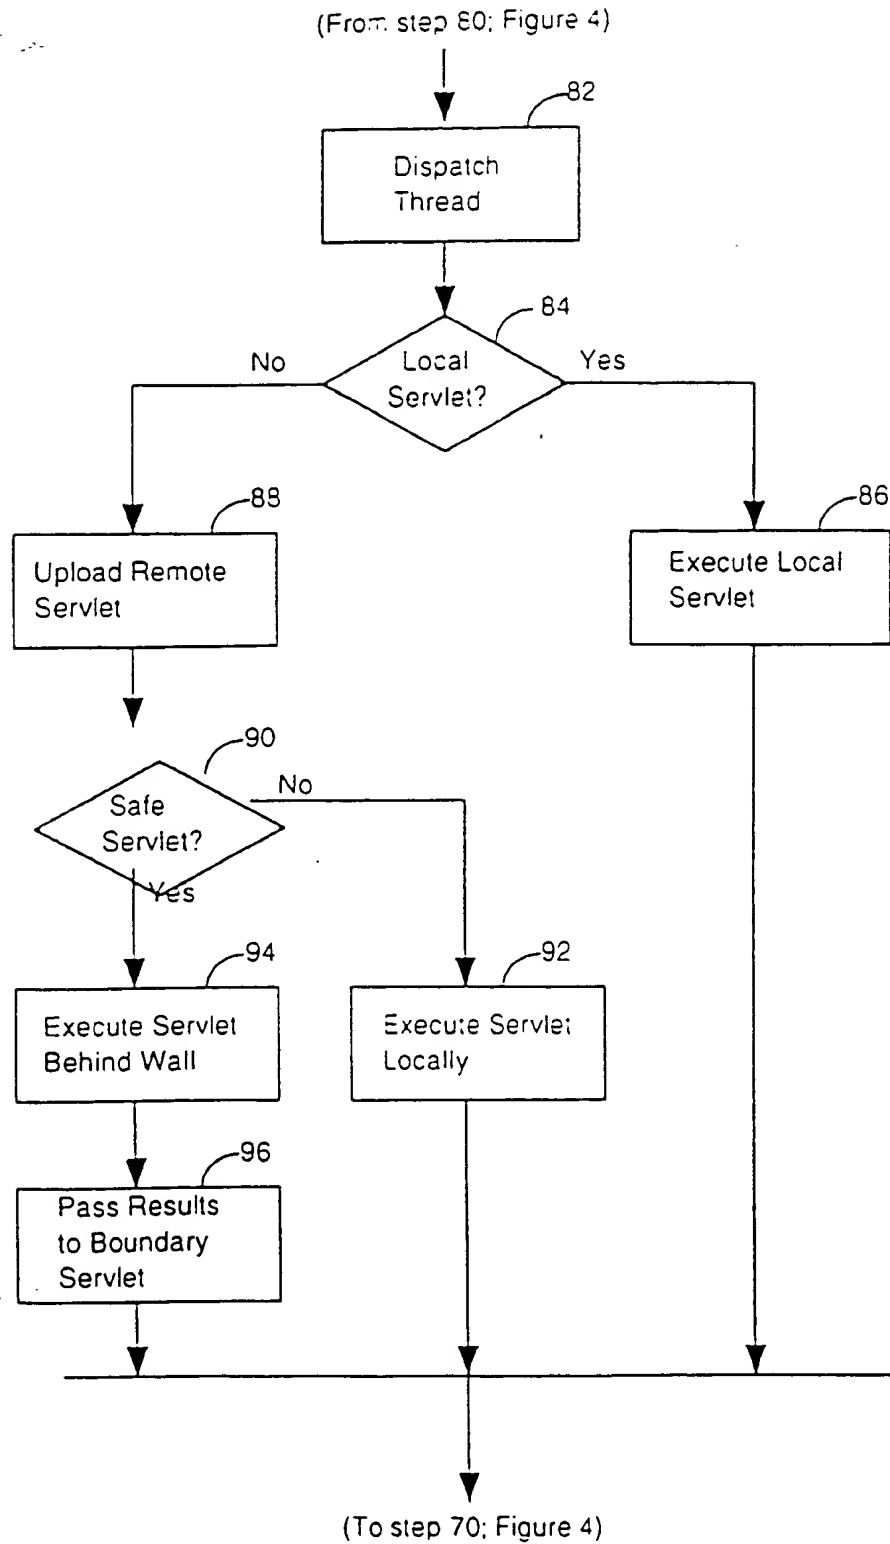 (From step 80; Figure 4)
82
Dispatch
Thread
84
No
Local
Servlet?
Yes
88
86
Upload Remote
Servlet
Execute Local
Servlet
90
No
Safe
Servlet?
Yes
94
92
Execute Servlet
Behind Wall
Execute Servlet
Locally
96
Pass Results
to Boundary
Servlet
(To step 70; Figure 4)